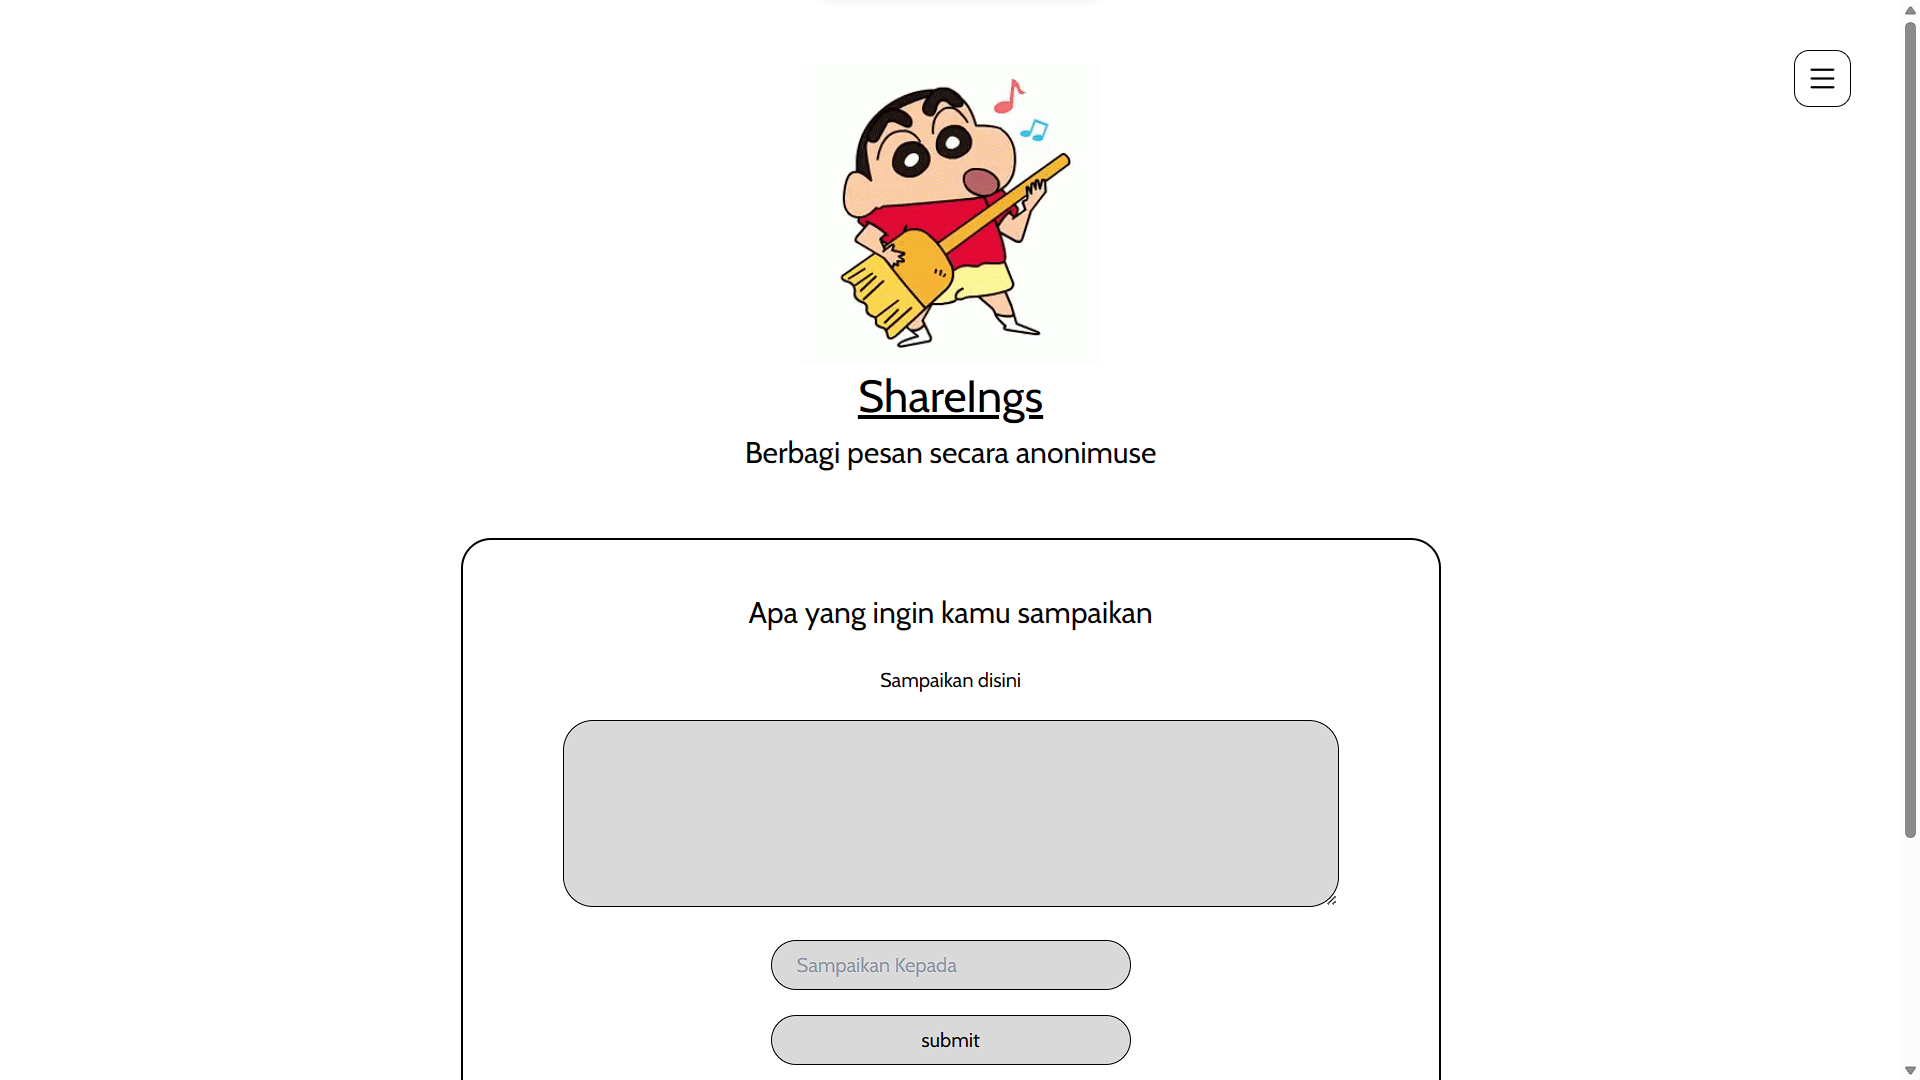 ShareIngs
Berbagi pesan secara anonimuse
Apa yang ingin kamu sampaikan
Sampaikan disini
Sampaikan Kepada
submit